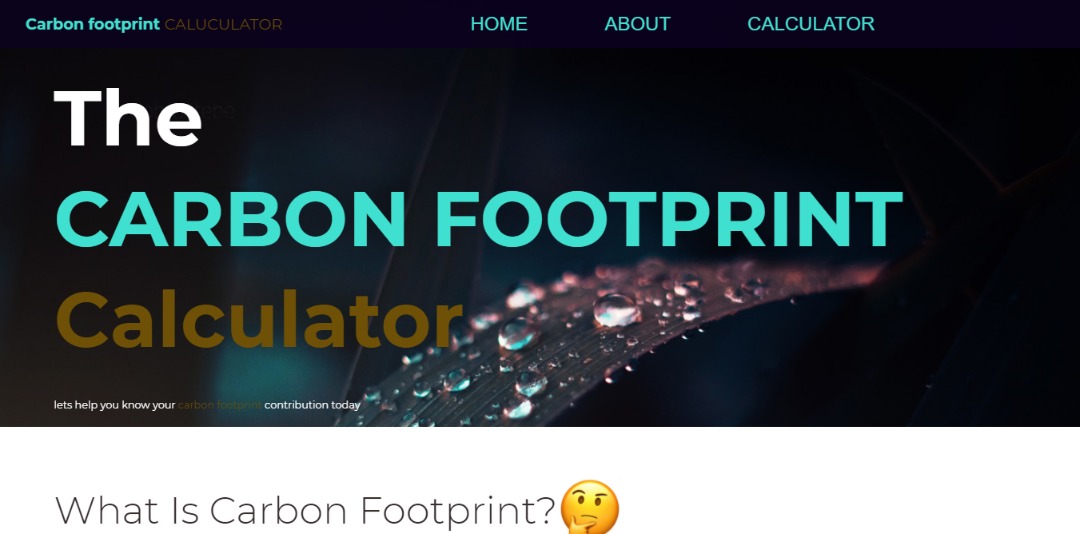 Carbon footprint CALUCULATOR
HOME
ABOUT
CALCULATOR
The
CARBON FOOTPRINT
Calculator
lets help you know your carbon footprint contribution today
What Is Carbon Footprint?🤔